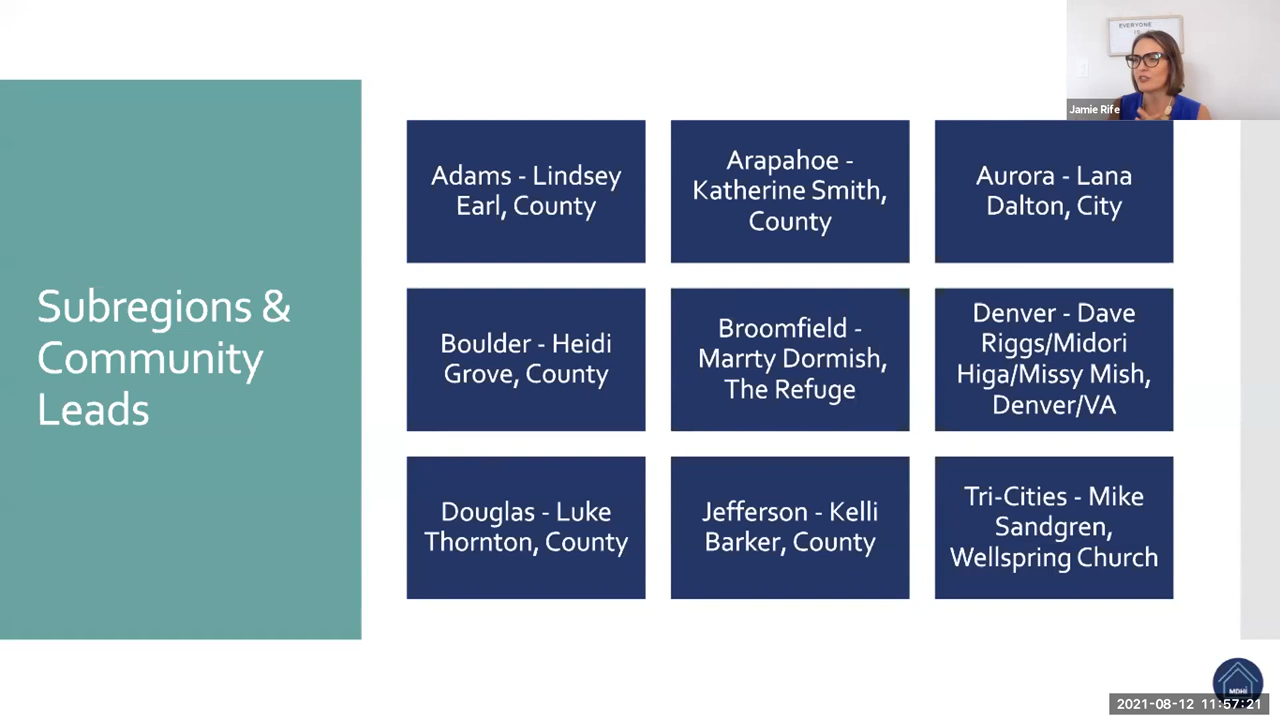 EVERYONE
Jamie Rife
Subregions &
Community
Leads
Adams - Lindsey
Earl, County
Arapahoe -
Katherine Smith,
County
Aurora - Lana
Dalton, City
Boulder - Heidi
Grove, County
Broomfield -
Marrty Dormish,
The Refuge
Denver - Dave
Riggs/Midori
Higa/Missy Mish,
Denver/VA
Douglas - Luke
Thornton, County
Jefferson - Kelli
Barker, County
Tri-Cities - Mike
Sandgren,
Wellspring Church
MDHI
2021-08-12 11:57:21